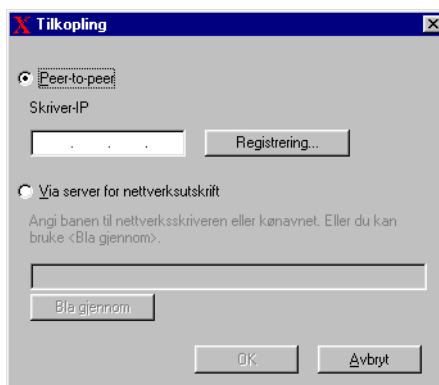 Tilkopling
Peer-to-peer
Skriver-IP
. . .
Registrering...
Via server for nettverksutskrift
Angi banen til nettverksskriveren eller kønavnet. Eller du kan
bruke <Bla gjennom>.
Bla gjennom
OK
Avbryt